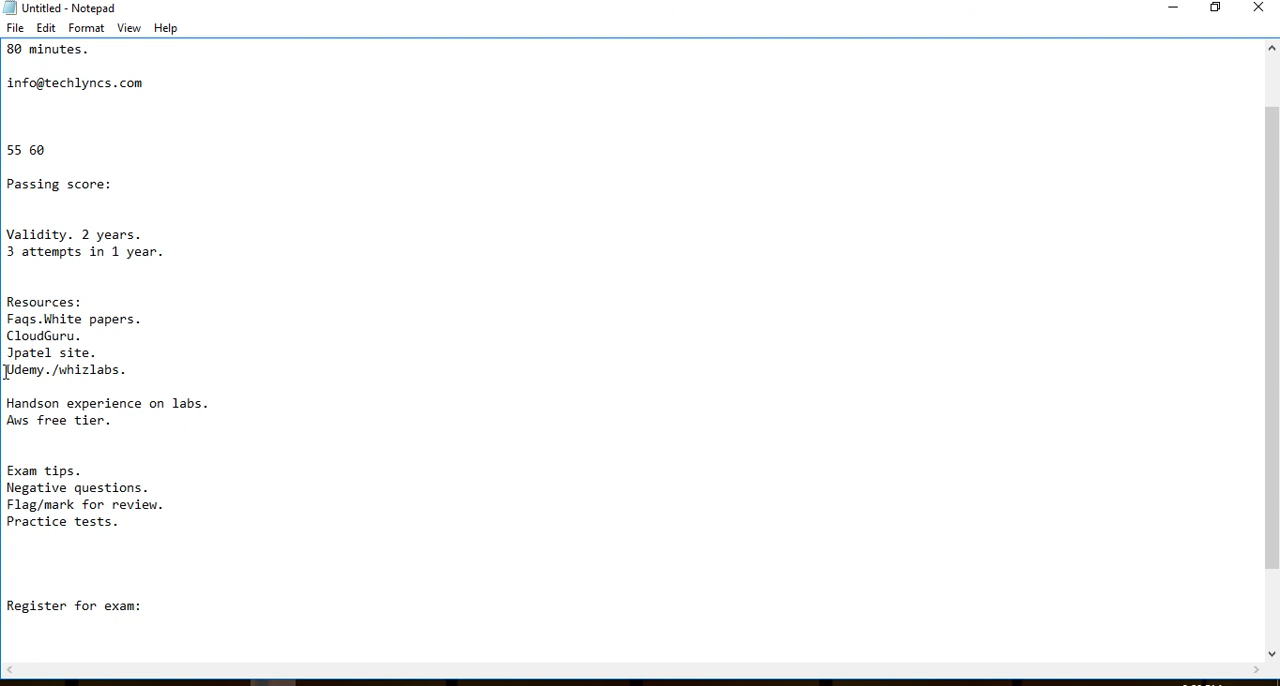 Untitled - Notepad
File Edit Format View Help
80 minutes.
info@techlyncs.com
55 60
Passing score:
Validity. 2 years.
3 attempts in 1 year.
Resources:
Faqs.White papers.
CloudGuru.
Jpatel site.
Udemy./whizlabs.
Handson experience on labs.
Aws free tier.
Exam tips.
Negative questions.
Flag/mark for review.
Practice tests.
Register for exam: